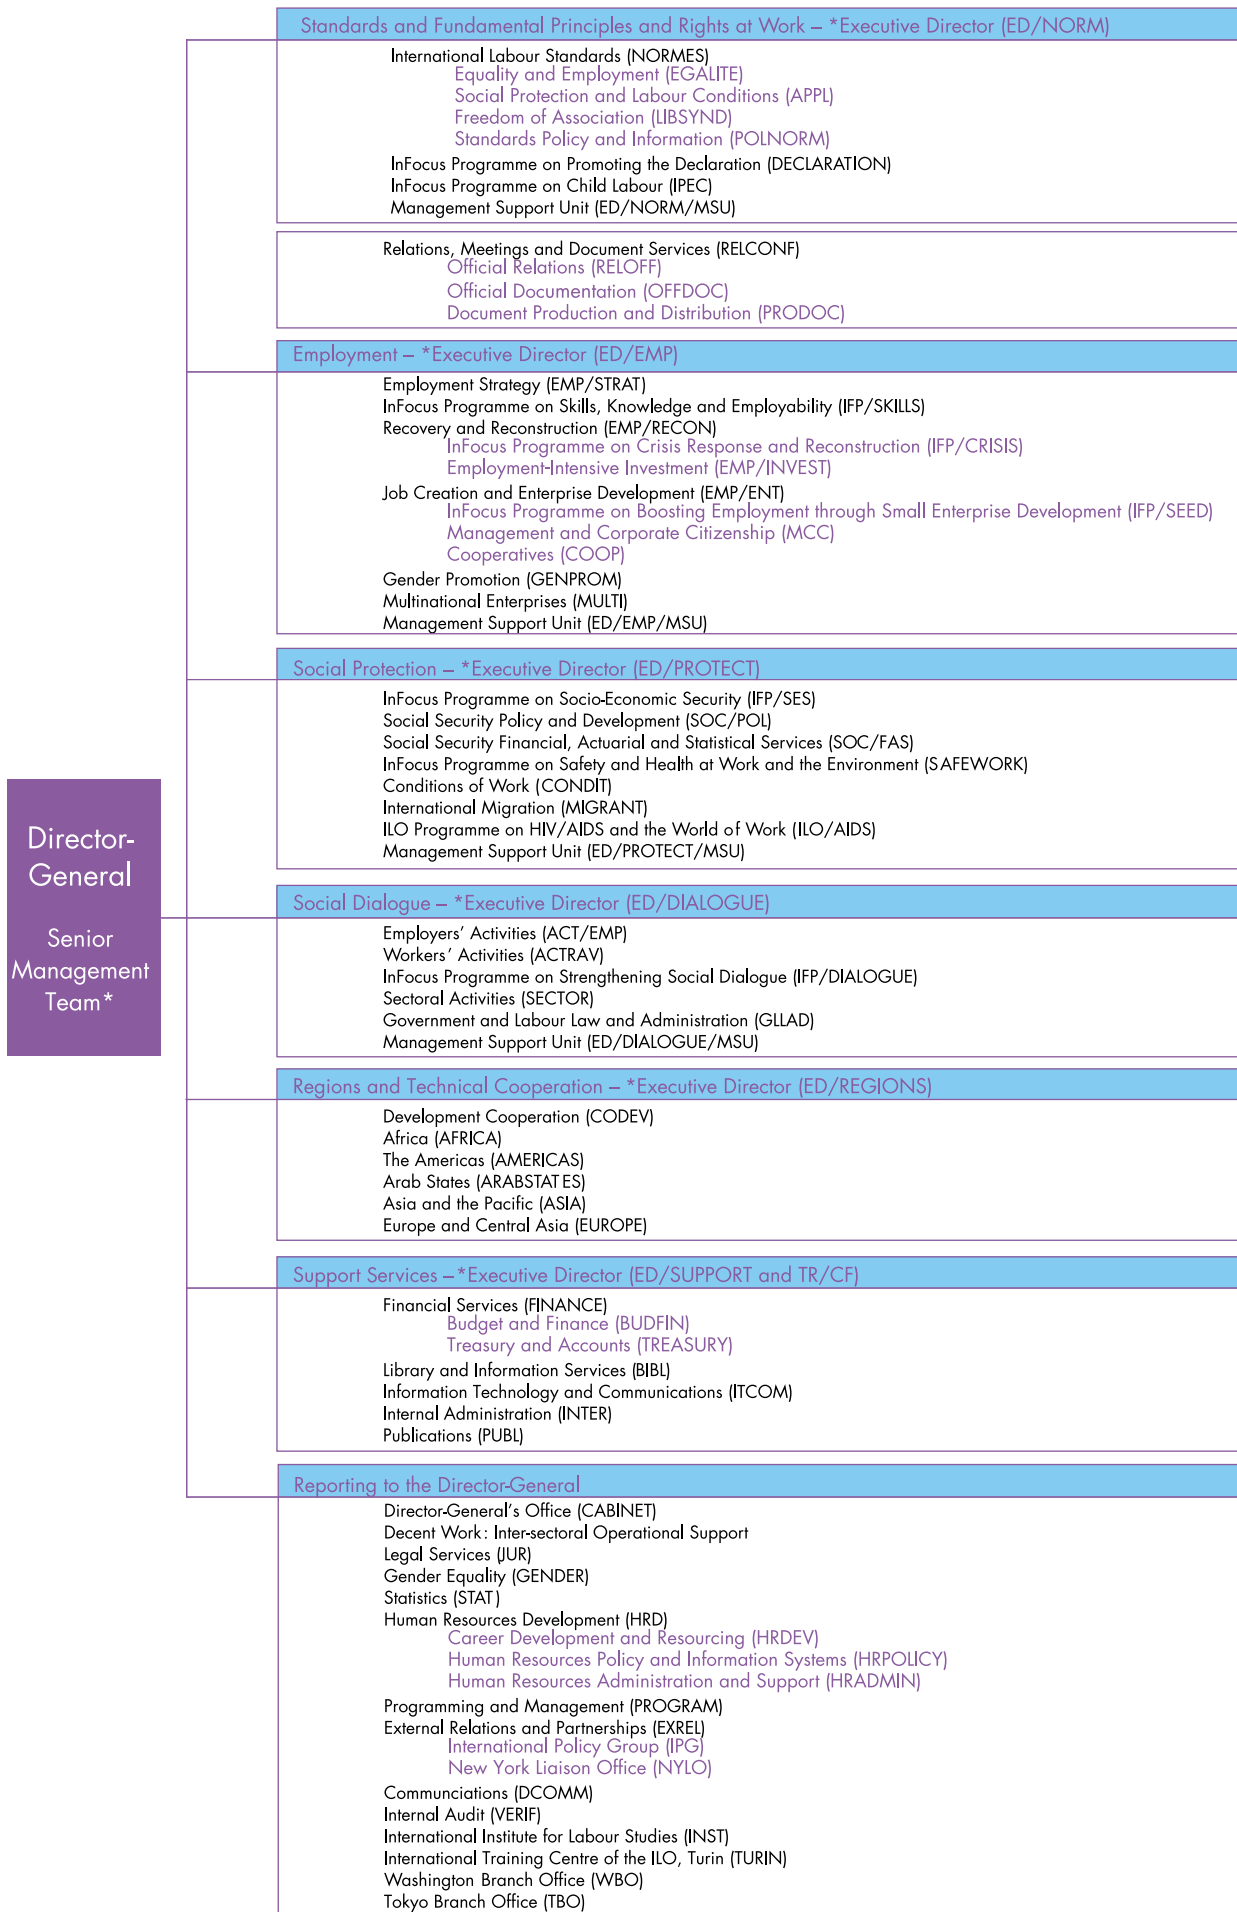 Standards and Fundamental Principles and Rights at Work – *Executive Director (ED/NORM)
International Labour Standards (NORMES)
Equality and Employment (EGALITE)
Social Protection and Labour Conditions (APPL)
Freedom of Association (LIBSYND)
Standards Policy and Information (POLNORM)
InFocus Programme on Promoting the Declaration (DECLARATION)
InFocus Programme on Child Labour (IPEC)
Management Support Unit (ED/NORM/MSU)
Relations, Meetings and Document Services (RELCONF)
Official Relations (RELOFF)
Official Documentation (OFFDOC)
Document Production and Distribution (PRODOC)
Employment – *Executive Director (ED/EMP)
Employment Strategy (EMP/STRAT)
InFocus Programme on Skills, Knowledge and Employability (IFP/SKILLS)
Recovery and Reconstruction (EMP/RECON)
InFocus Programme on Crisis Response and Reconstruction (IFP/CRISIS)
Employment-Intensive Investment (EMP/INVEST)
Job Creation and Enterprise Development (EMP/ENT)
InFocus Programme on Boosting Employment through Small Enterprise Development (IFP/SEED)
Management and Corporate Citizenship (MCC)
Cooperatives (COOP)
Gender Promotion (GENPROM)
Multinational Enterprises (MULTI)
Management Support Unit (ED/EMP/MSU)
Social Protection – *Executive Director (ED/PROTECT)
InFocus Programme on Socio-Economic Security (IFP/SES)
Social Security Policy and Development (SOC/POL)
Social Security Financial, Actuarial and Statistical Services (SOC/FAS)
InFocus Programme on Safety and Health at Work and the Environment (SAFEWORK)
Conditions of Work (CONDIT)
International Migration (MIGRANT)
ILO Programme on HIV/AIDS and the World of Work (ILO/AIDS)
Management Support Unit (ED/PROTECT/MSU)
Director-
General
Senior
Management
Team*
Social Dialogue – *Executive Director (ED/DIALOGUE)
Employers' Activities (ACT/EMP)
Workers' Activities (ACTRAV)
InFocus Programme on Strengthening Social Dialogue (IFP/DIALOGUE)
Sectoral Activities (SECTOR)
Government and Labour Law and Administration (GLLAD)
Management Support Unit (ED/DIALOGUE/MSU)
Regions and Technical Cooperation – *Executive Director (ED/REGIONS)
Development Cooperation (CODEV)
Africa (AFRICA)
The Americas (AMERICAS)
Arab States (ARABSTATES)
Asia and the Pacific (ASIA)
Europe and Central Asia (EUROPE)
Support Services – *Executive Director (ED/SUPPORT and TR/CF)
Financial Services (FINANCE)
Budget and Finance (BUDFIN)
Treasury and Accounts (TREASURY)
Library and Information Services (BIBL)
Information Technology and Communications (ITCOM)
Internal Administration (INTER)
Publications (PUBL)
Reporting to the Director-General
Director-General's Office (CABINET)
Decent Work: Inter-sectoral Operational Support
Legal Services (JUR)
Gender Equality (GENDER)
Statistics (STAT)
Human Resources Development (HRD)
Career Development and Resourcing (HRDEV)
Human Resources Policy and Information Systems (HRPOLICY)
Human Resources Administration and Support (HRADMIN)
Programming and Management (PROGRAM)
External Relations and Partnerships (EXREL)
International Policy Group (IPG)
New York Liaison Office (NYLO)
Communciations (DCOMM)
Internal Audit (VERIF)
International Institute for Labour Studies (INST)
International Training Centre of the ILO, Turin (TURIN)
Washington Branch Office (WBO)
Tokyo Branch Office (TBO)